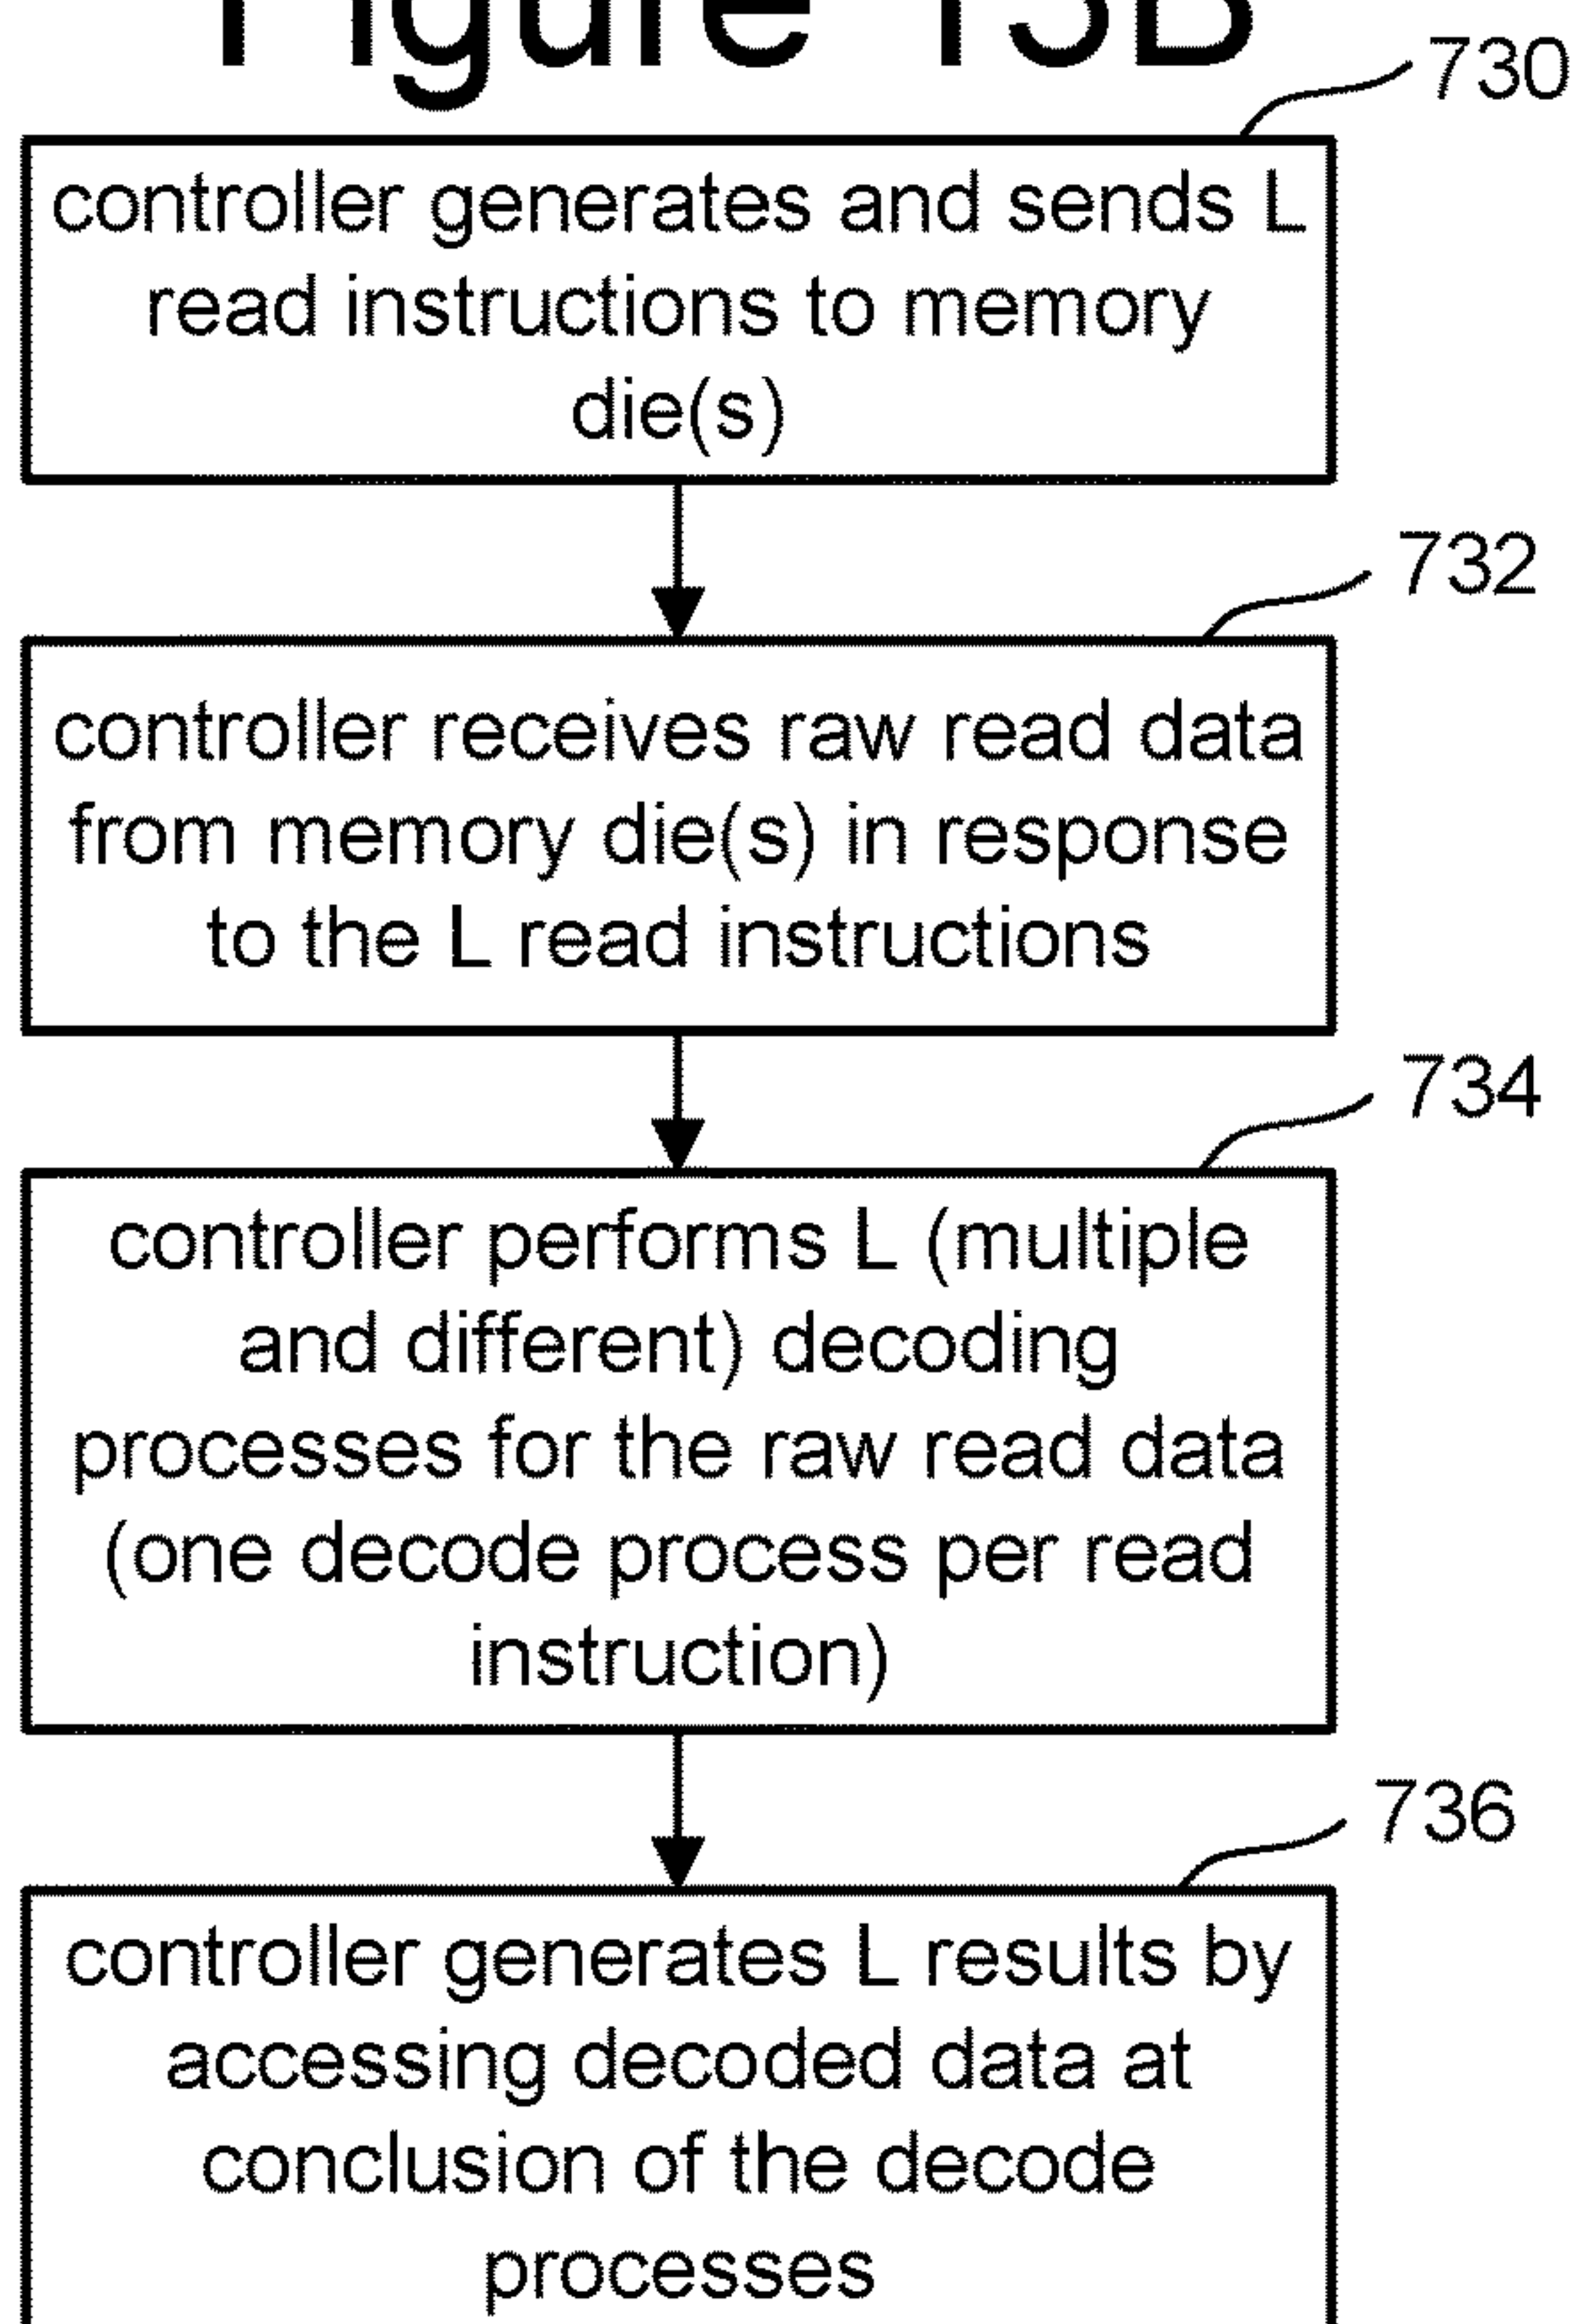 Figure 13B
730
controller generates and sends L
read instructions to memory
die(s)
732
controller receives raw read data
from memory die(s) in response
to the L read instructions
734
controller performs L (multiple
and different) decoding
processes for the raw read data
(one decode process per read
instruction)
736
controller generates L results by
accessing decoded data at
conclusion of the decode
processes